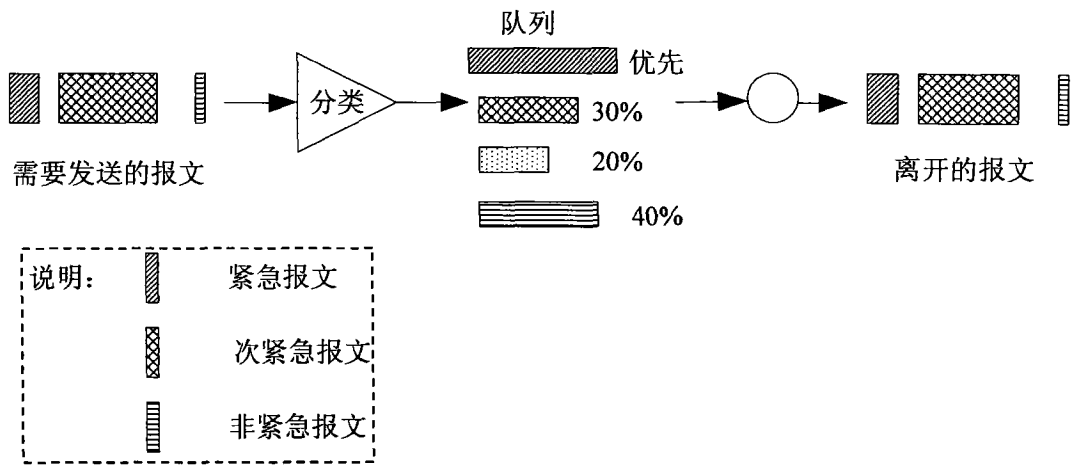 队列
优先
分类
30%
20%
40%
需要发送的报文
离开的报文
说明：
紧急报文
次紧急报文
非紧急报文